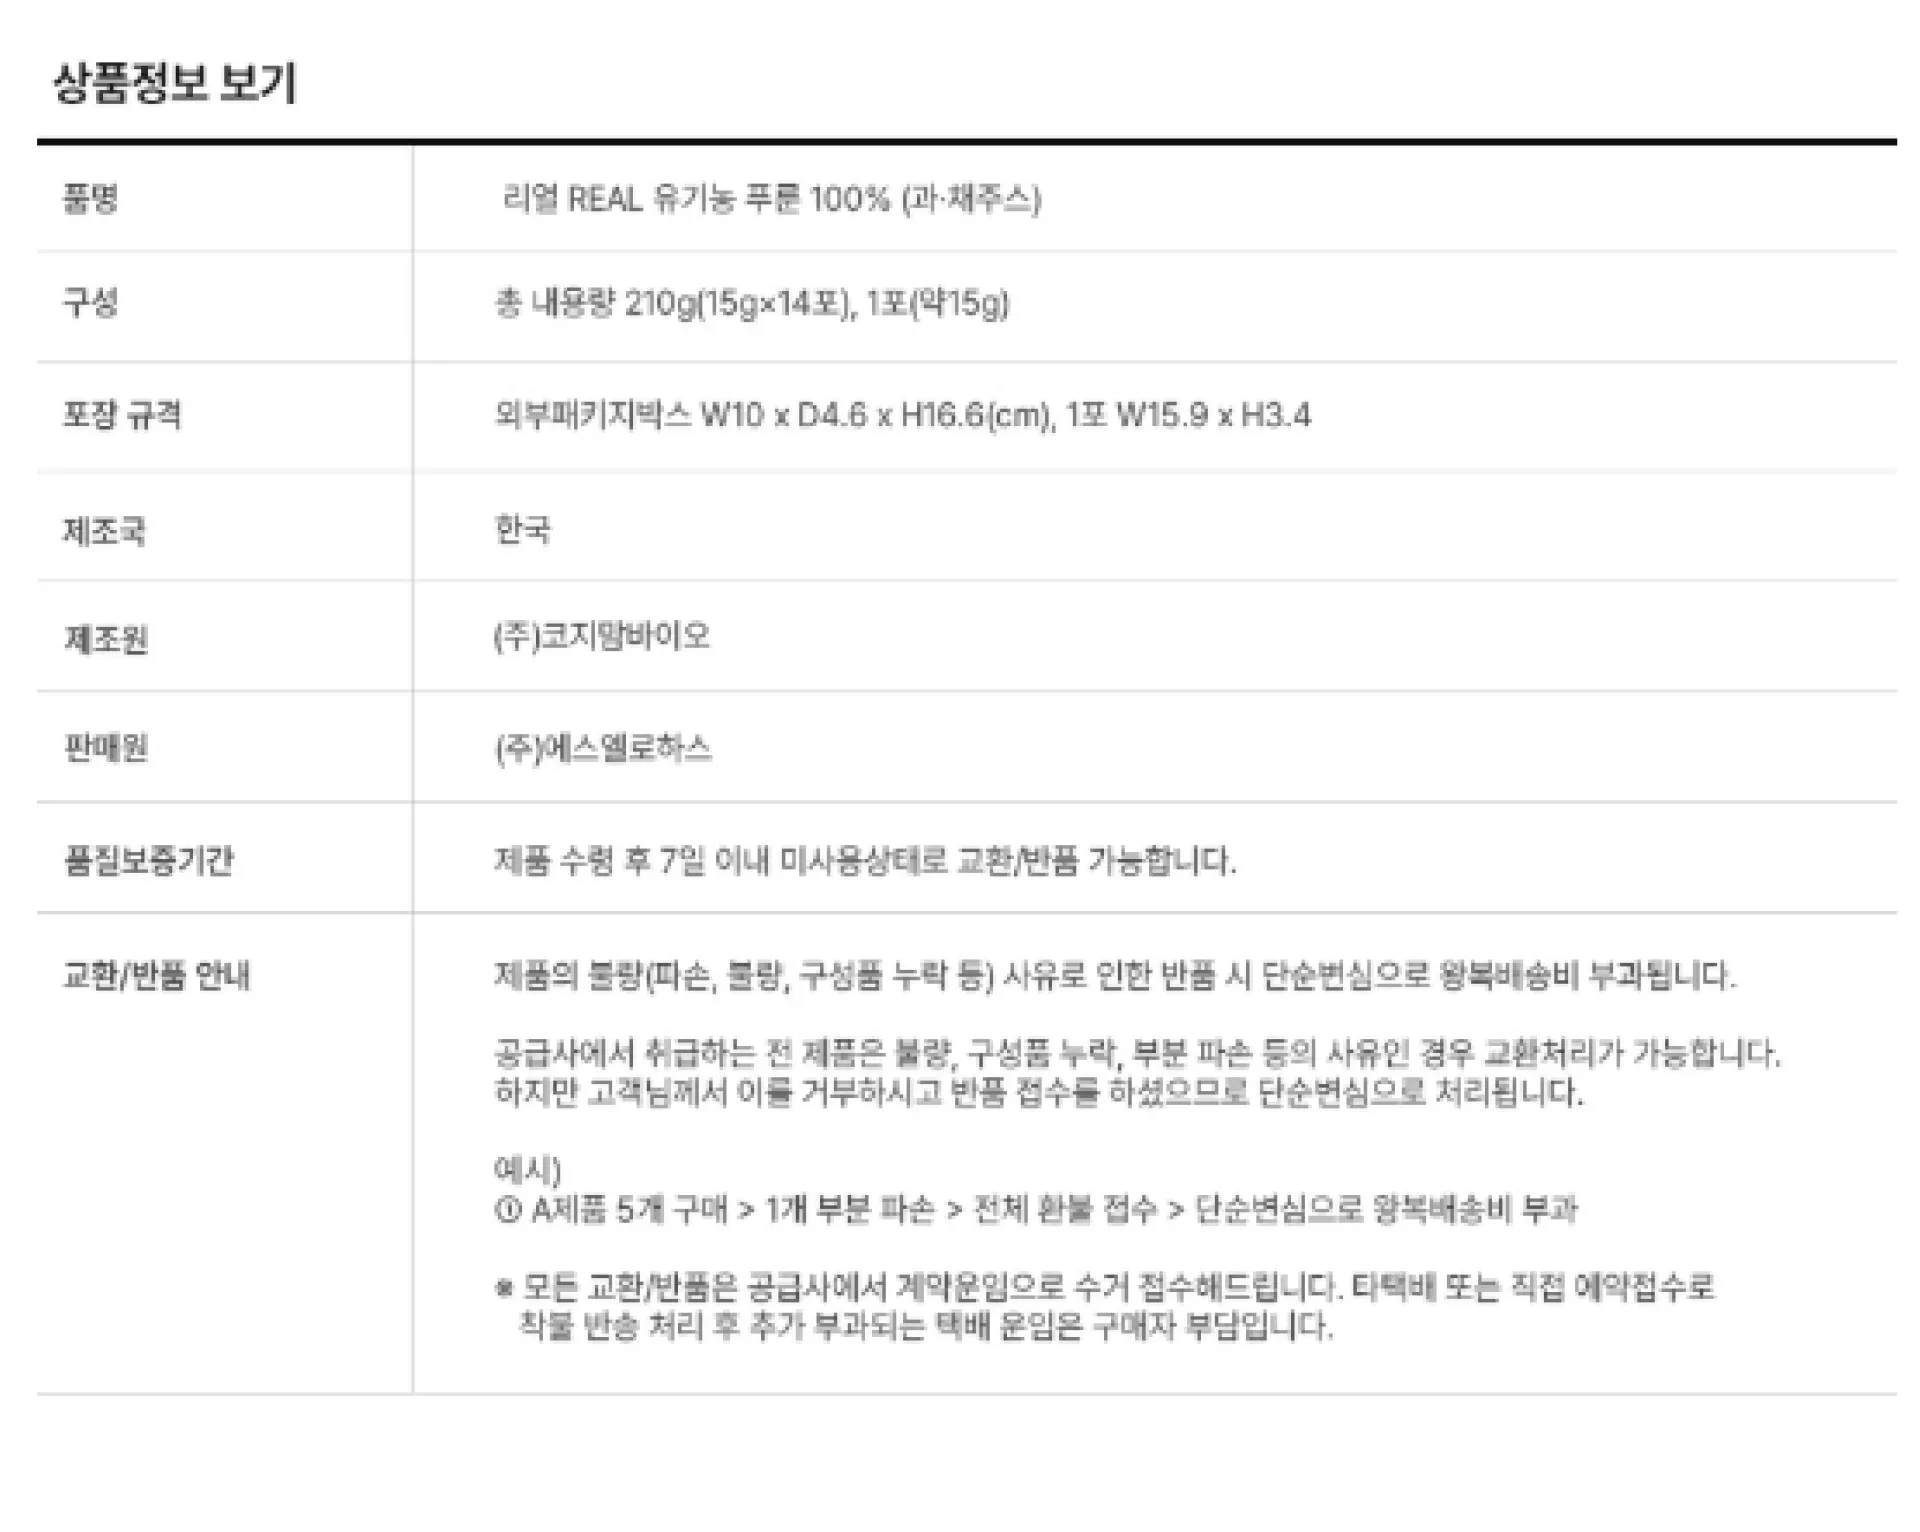 상품정보 보기
품명
리얼 REAL 유기농 푸룬 100% (과·채주스)
구성
총 내용량 210g(15g×14포), 1포(약15g)
포장 규격
외부패키지박스 W10 x D4.6 x H16.6(cm), 1포 W15.9 x H3.4
제조국
한국
제조원
(주)코지맘바이오
판매원
(주)에스엘로하스
품질보증기간
제품 수령 후 7일 이내 미사용상태로 교환/반품 가능합니다.
교환/반품 안내
제품의 불량(파손, 불량, 구성품 누락 등) 사유로 인한 반품 시 단순변심으로 왕복배송비 부과됩니다.
공급사에서 취급하는 전 제품은 불량, 구성품 누락, 부분 파손 등의 사유인 경우 교환처리가 가능합니다.
하지만 고객님께서 이를 거부하시고 반품 접수를 하셨으므로 단순변심으로 처리됩니다.
예시)
① A제품 5개 구매 > 1개 부분 파손 > 전체 환불 접수 > 단순변심으로 왕복배송비 부과
※ 모든 교환/반품은 공급사에서 계약운임으로 수거 접수해드립니다. 타택배 또는 직접 예약접수로
착불 반송 처리 후 추가 부과되는 택배 운임은 구매자 부담입니다.